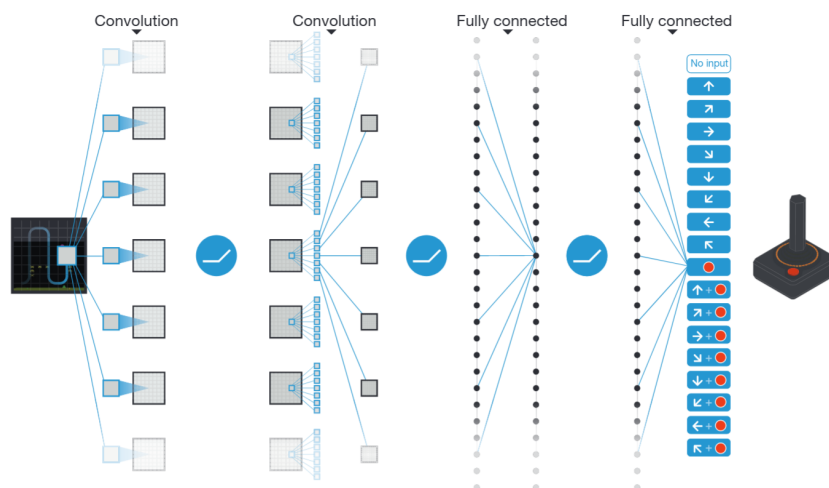 Convolution
Convolution
Fully connected
Fully connected
No input
+
+
+
+
+
+
+
+